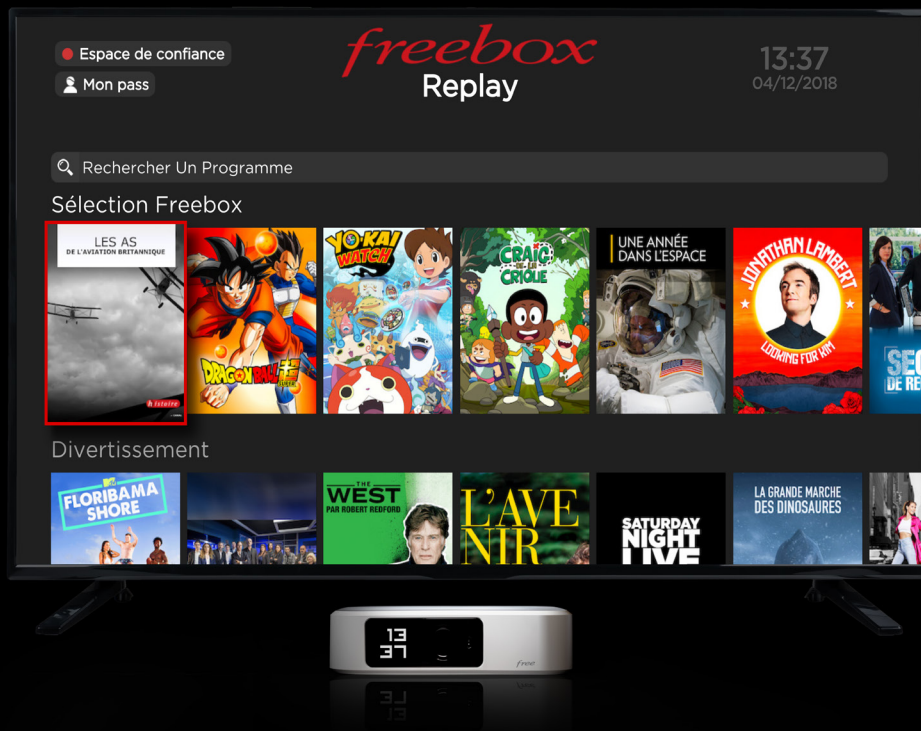 Espace de confiance
Mon pass
freebox
Replay
13:37
04/12/2018
Rechercher Un Programme
Sélection Freebox
LES AS
DE L'AVIATION BRITANNIQUE
histoire
DRAGON BALL
SUPER
YO-KAI
WATCH
CRAIG
DE LA
CRIQUE
UNE ANNÉE
DANS L'ESPACE
JONATHAN LAMBERT
LOOKING FOR KIM
DE RE
Divertissement
FLORIBAMA
SHORE
THE
WEST
PAR ROBERT REDFORD
L'AVE
NIR
SATURDAY
NIGHT
LIVE
LA GRANDE MARCHE
DES DINOSAURES
13
37
free